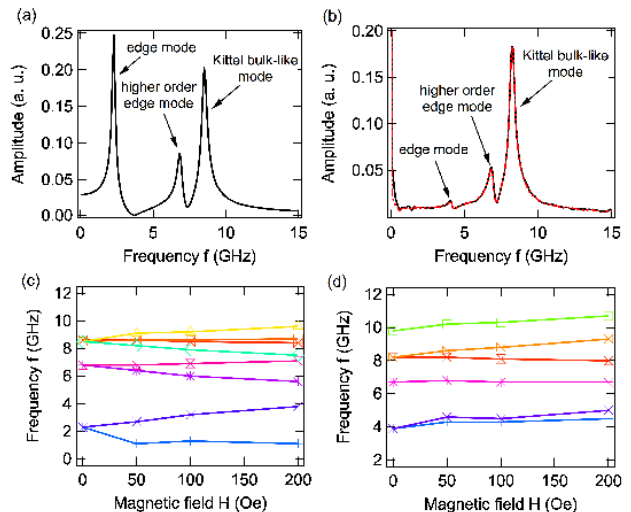 (a)
Amplitude (a. u.)
0.25
0.20
0.15
0.10
0.05
0.00
edge mode
higher order
edge mode
Kittel bulk-like
mode
0
5
10
15
Frequency f (GHz)
(b)
Amplitude (a. u.)
0.20
0.15
0.10
0.05
edge mode
higher order
edge mode
Kittel bulk-like
mode
0
5
10
15
Frequency f (GHz)
(c)
Frequency f (GHz)
12
10
8
6
4
2
0
0
50
100
150
200
Magnetic field H (Oe)
(d)
Frequency f (GHz)
12
10
8
6
4
2
0
50
100
150
200
Magnetic field H (Oe)